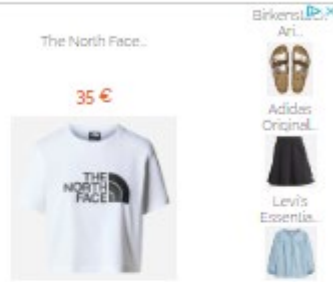 The North Face...
35 €
THE
NORTH
FACE
Birkenst...
Ari...
Adidas
Original...
Levi's
Essentia...